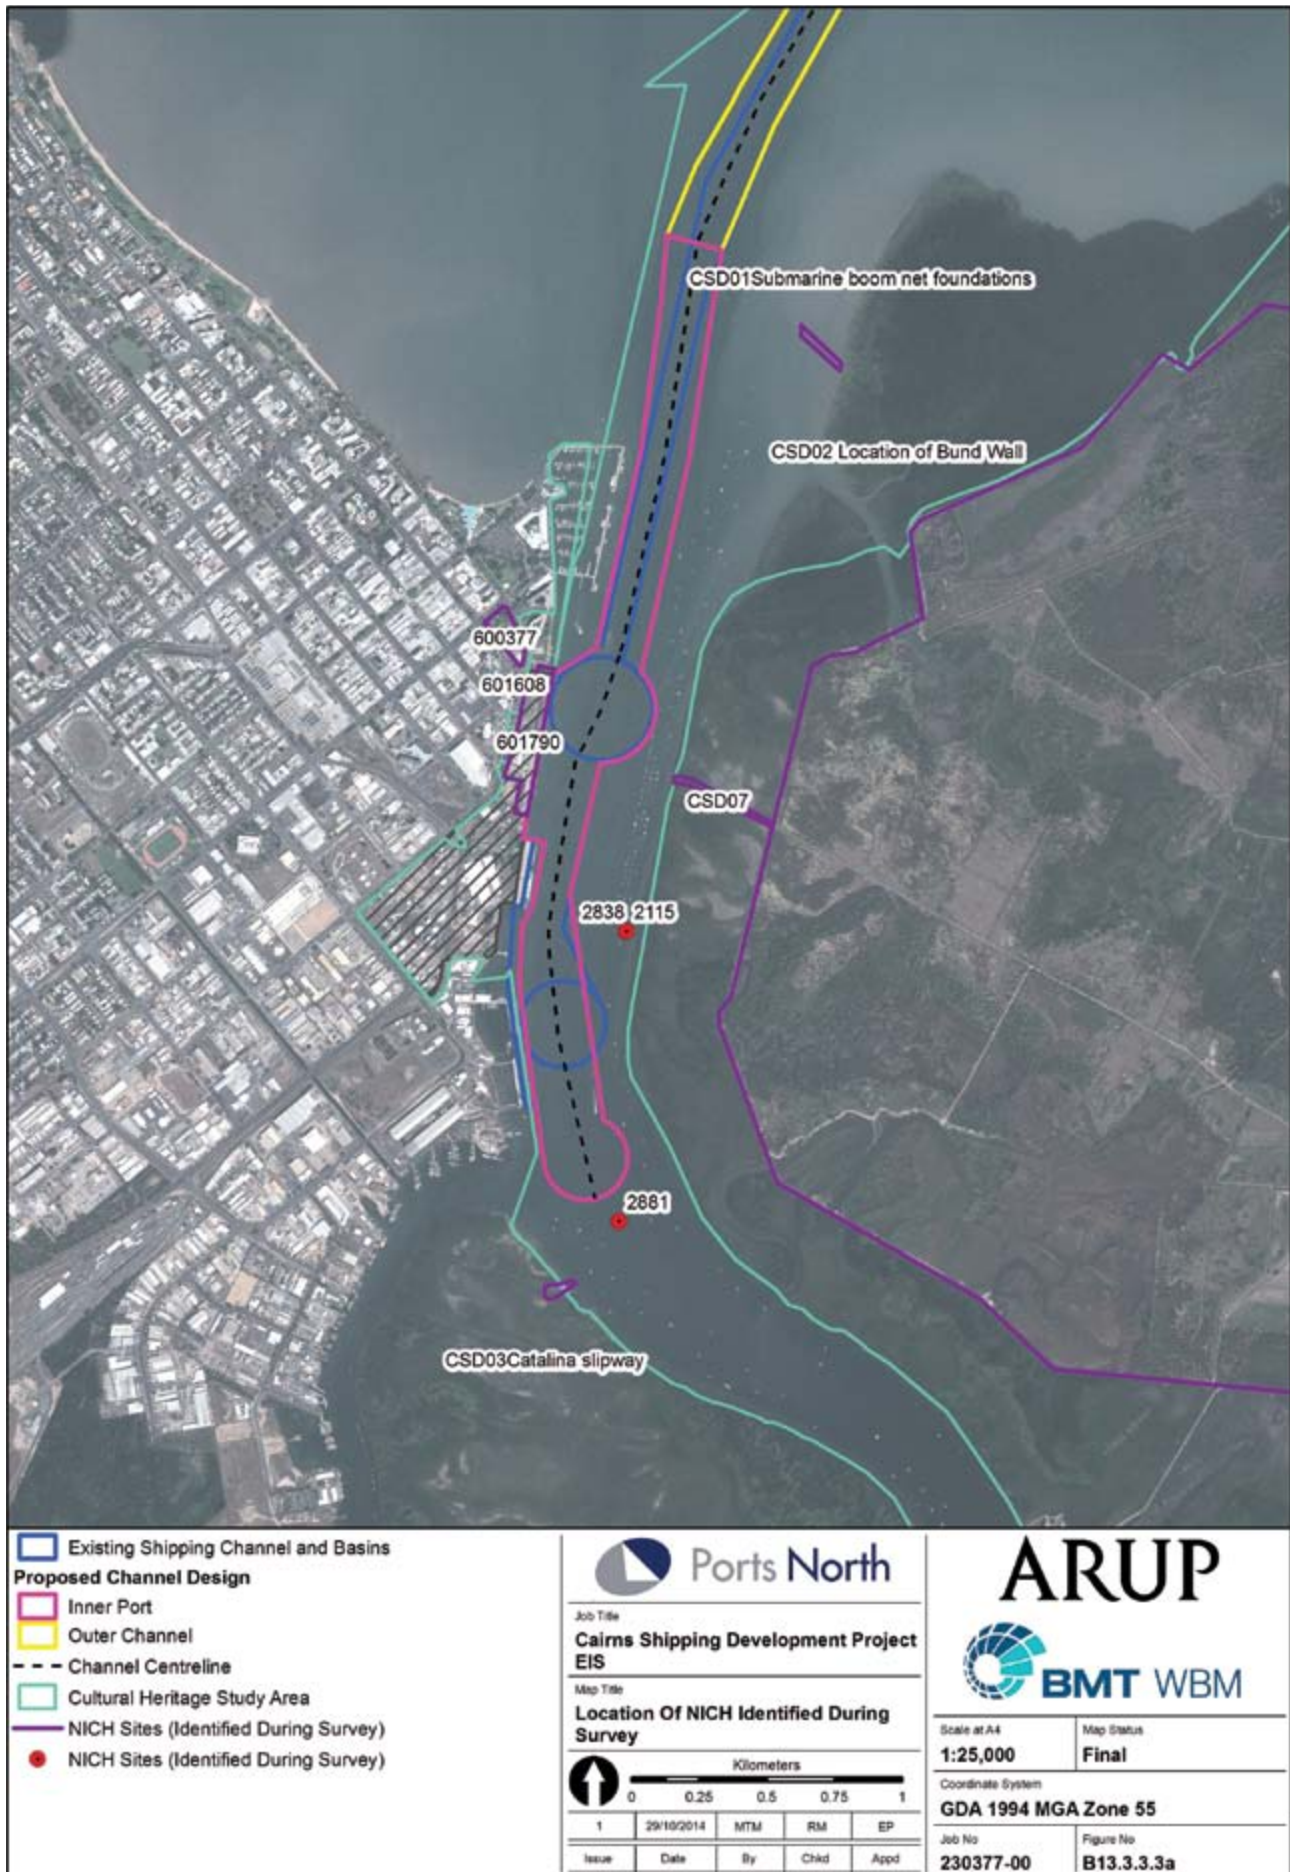 CSD01Submarine boom net foundations
CSD02 Location of Bund Wall
600377
601608
601790
CSD07
2838 2115
2881
CSD03Catalina slipway
Existing Shipping Channel and Basins
Proposed Channel Design
Inner Port
Outer Channel
Channel Centreline
Cultural Heritage Study Area
NICH Sites (Identified During Survey)
NICH Sites (Identified During Survey)
Ports North
Job Title
Cairns Shipping Development Project
EIS
Map Title
Location Of NICH Identified During
Survey
Kilometers
0 0.25 0.5 0.75 1
1 29/10/2014 MTM RM EP
Issue Date By Chkd Appd
ARUP
BMT WBM
Scale at A4 Map Status
1:25,000 Final
Coordinate System
GDA 1994 MGA Zone 55
Job No Figure No
230377-00 B13.3.3.3a